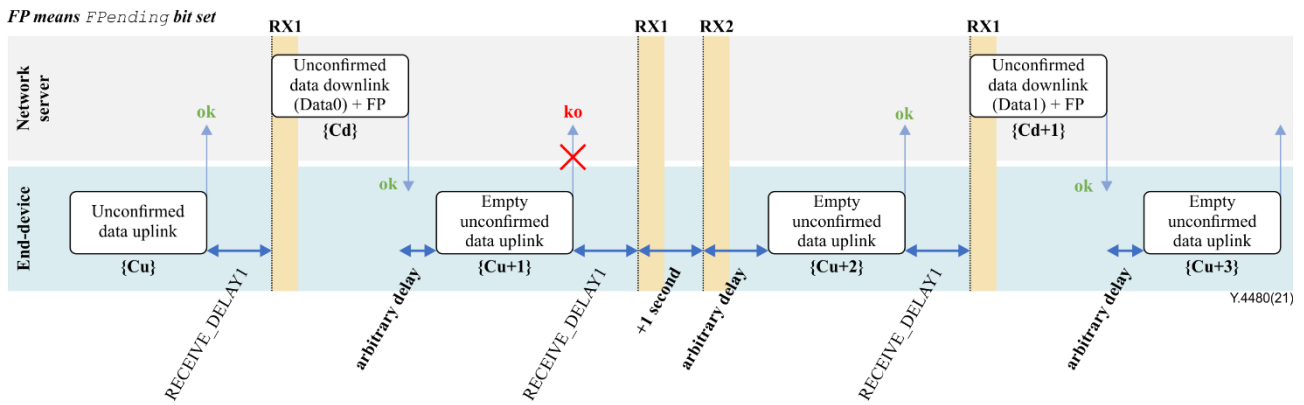 FP means FPending bit set
RX1
RX1
RX2
RX1
Network
server
ok
Unconfirmed
data downlink
(Data0) + FP
{Cd}
ok
ko
ok
Unconfirmed
data downlink
(Data1) + FP
{Cd+1}
ok
End-device
Unconfirmed
data uplink
{Cu}
Empty
unconfirmed
data uplink
{Cu+1}
Empty
unconfirmed
data uplink
{Cu+2}
Empty
unconfirmed
data uplink
{Cu+3}
RECEIVE_DELAY1
arbitrary delay
RECEIVE_DELAY1
+1 second
arbitrary delay
RECEIVE_DELAY1
arbitrary delay
Y.4480(21)